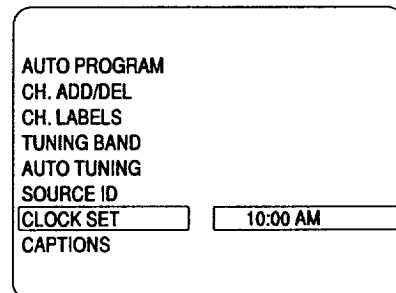 AUTO PROGRAM
CH. ADD/DEL
CH. LABELS
TUNING BAND
AUTO TUNING
SOURCE ID
CLOCK SET 10:00 AM
CAPTIONS